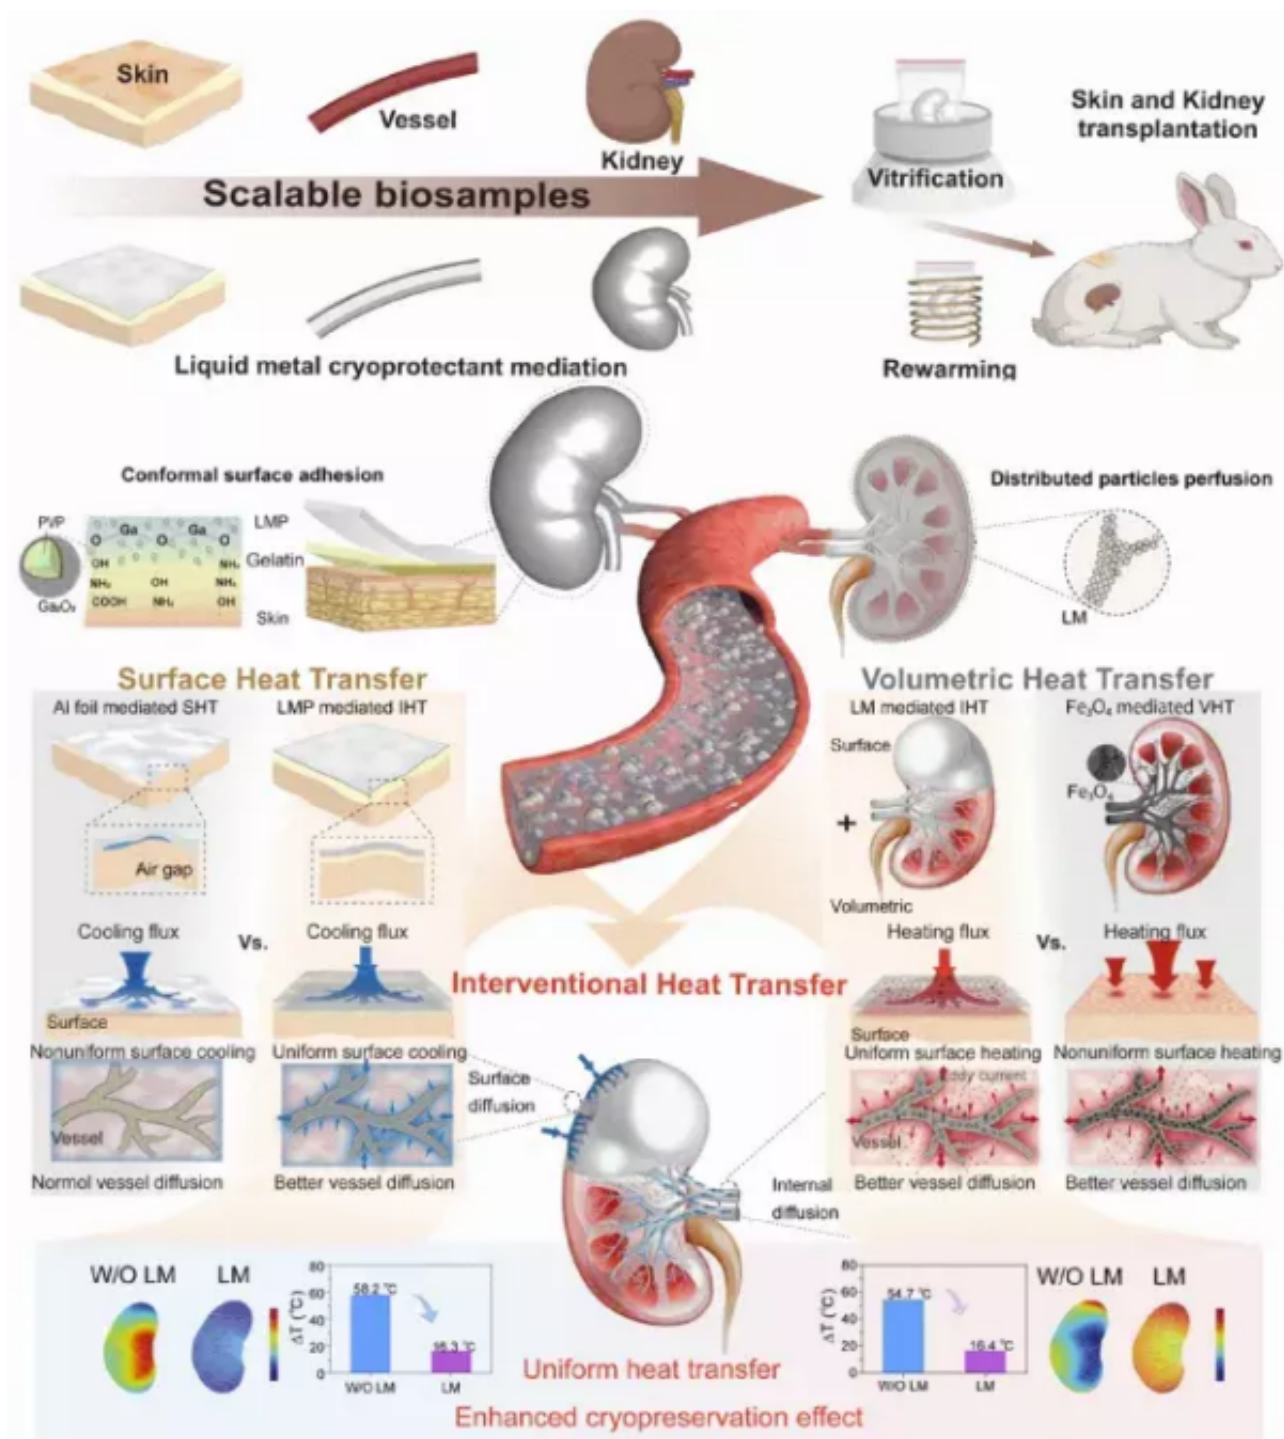 Skin
Vessel
Kidney
Scalable biosamples
Liquid metal cryoprotectant mediation
Vitrification
Skin and Kidney
transplantation
Rewarming
Conformal surface adhesion
PVP
Ga₂O₃
Ga
Ga
O
O
O
OH
NH₂
NH₂
OH
NH₂
COOH
NH₂
OH
LMP
Gelatin
Skin
Distributed particles perfusion
LM
Surface Heat Transfer
Al foil mediated SHT
LMP mediated IHT
Air gap
Cooling flux
Vs.
Cooling flux
Surface
Nonuniform surface cooling
Uniform surface cooling
Vessel
Normal vessel diffusion
Better vessel diffusion
Volumetric Heat Transfer
LM mediated IHT
Fe₃O₄ mediated VHT
Surface
+
Volumetric
Fe₃O₄
Heating flux
Vs.
Heating flux
Surface
Uniform surface heating
Nonuniform surface heating
Eddy current
Vessel
Better vessel diffusion
Better vessel diffusion
Interventional Heat Transfer
Surface
diffusion
Internal
diffusion
W/O LM
LM
ΔT (°C)
80
60
40
20
0
58.2 °C
W/O LM
LM
ΔT (°C)
80
60
40
20
0
54.7 °C
16.4 °C
W/O LM
LM
W/O LM
LM
Uniform heat transfer
Enhanced cryopreservation effect